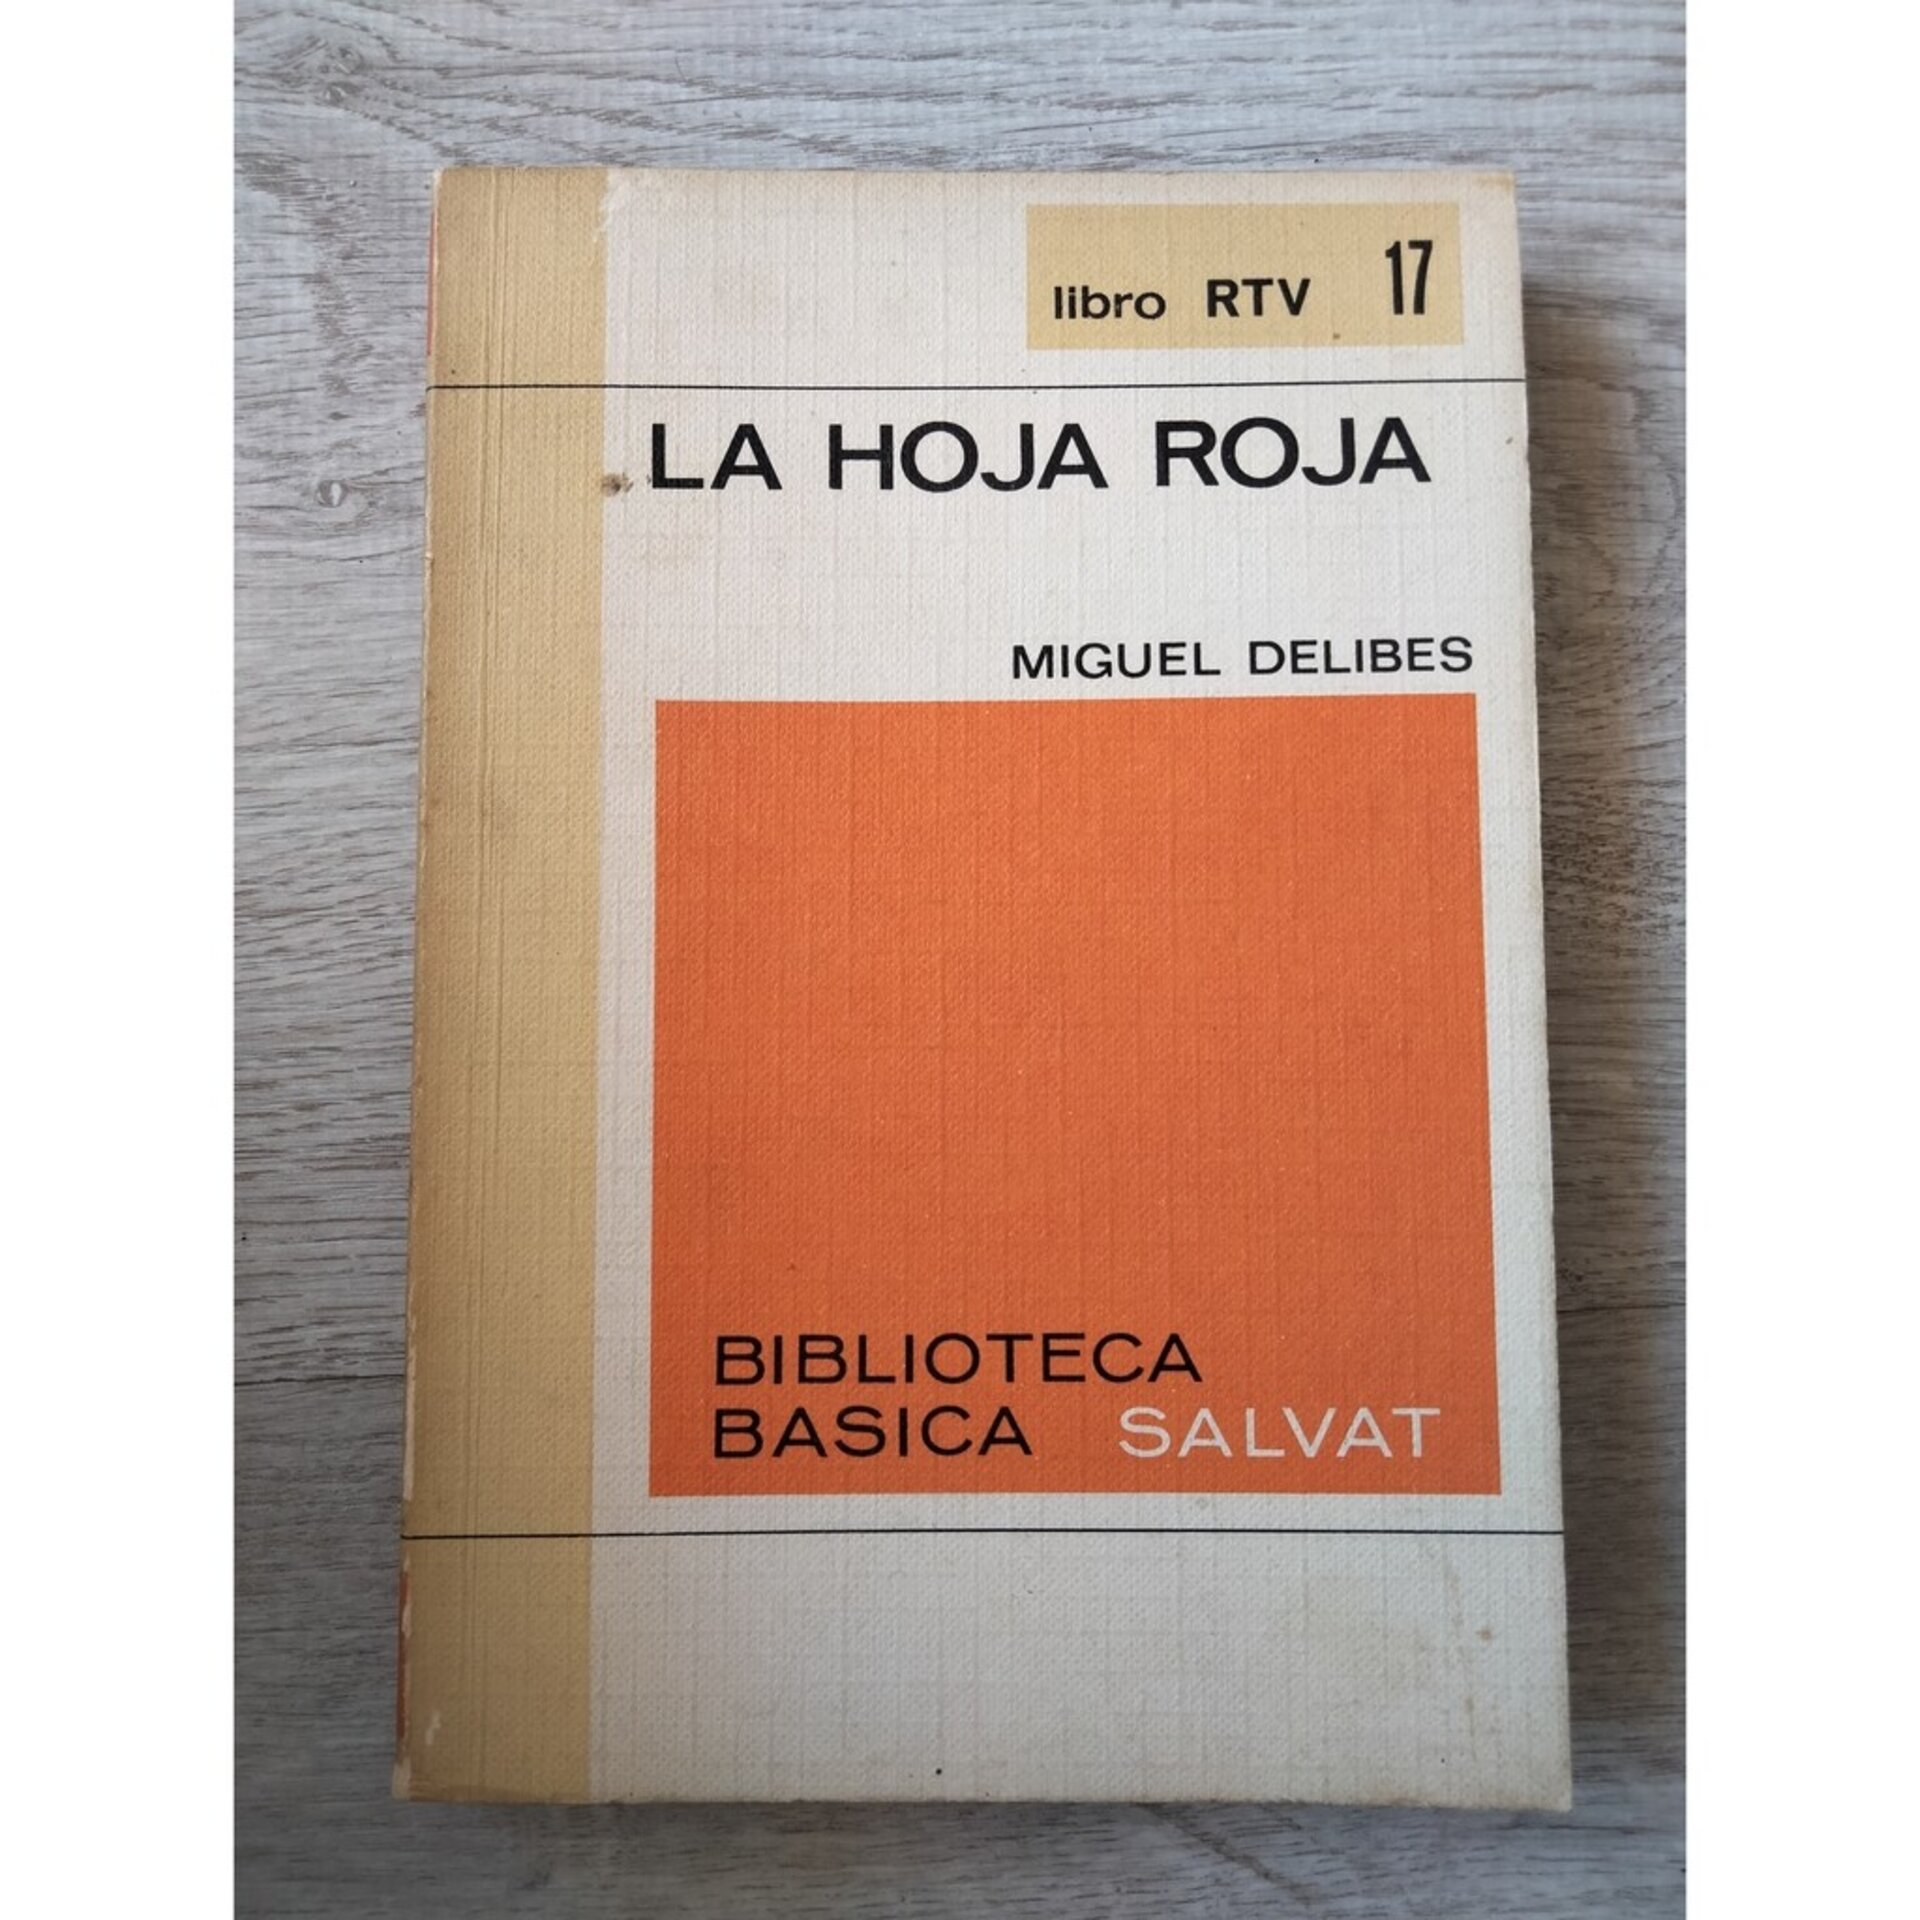 libro RTV 17
LA HOJA ROJA
MIGUEL DELIBES
BIBLIOTECA
BASICA SALVAT